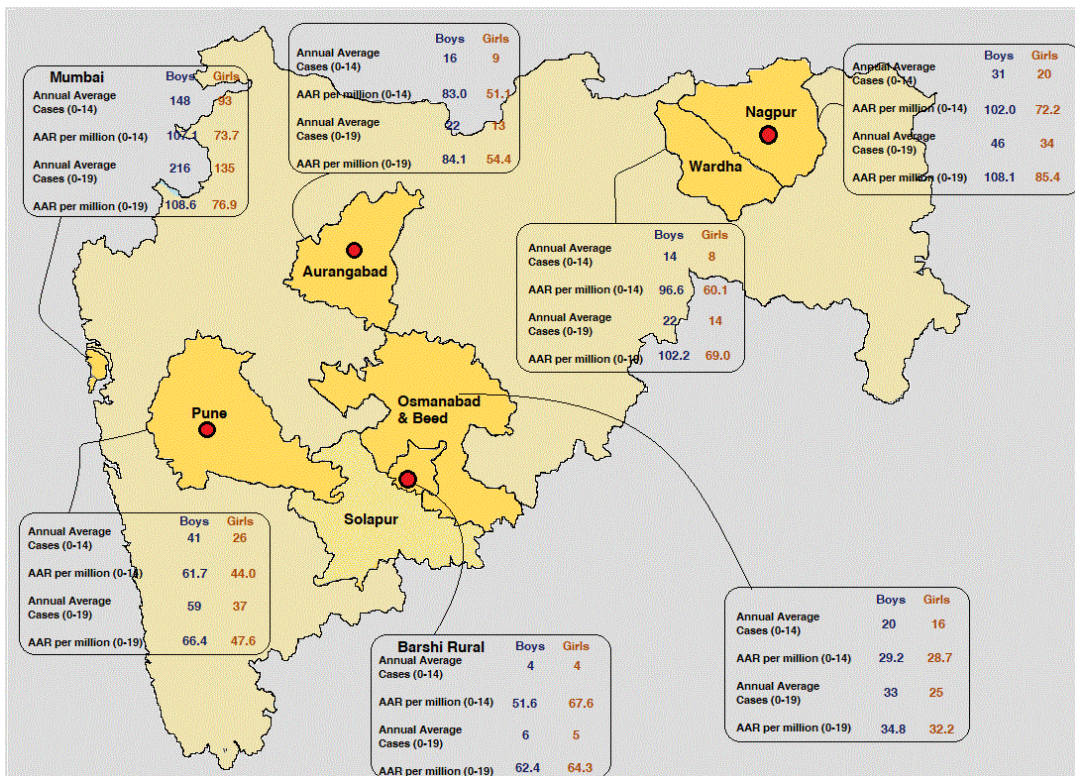 Mumbai Boys Girls
Annual Average
Cases (0-14) 148 93
AAR per million (0-14) 107.1 73.7
Annual Average
Cases (0-19) 216 135
AAR per million (0-19) 108.6 76.9
Boys Girls
Annual Average
Cases (0-14) 16 9
AAR per million (0-14) 83.0 51.1
Annual Average
Cases (0-19) 22 13
AAR per million (0-19) 84.1 54.4
Boys Girls
Annual Average
Cases (0-14) 31 20
AAR per million (0-14) 102.0 72.2
Annual Average
Cases (0-19) 46 34
AAR per million (0-19) 108.1 85.4
Nagpur
Wardha
Boys Girls
Annual Average
Cases (0-14) 14 8
AAR per million (0-14) 96.6 60.1
Annual Average
Cases (0-19) 22 14
AAR per million (0-19) 102.2 69.0
Aurangabad
Osmanabad
& Beed
Pune
Solapur
Boys Girls
Annual Average
Cases (0-14) 41 26
AAR per million (0-14) 61.7 44.0
Annual Average
Cases (0-19) 59 37
AAR per million (0-19) 66.4 47.6
Barshi Rural Boys Girls
Annual Average
Cases (0-14) 4 4
AAR per million (0-14) 51.6 67.6
Annual Average
Cases (0-19) 6 5
AAR per million (0-19) 62.4 64.3
Boys Girls
Annual Average
Cases (0-14) 20 16
AAR per million (0-14) 29.2 28.7
Annual Average
Cases (0-19) 33 25
AAR per million (0-19) 34.8 32.2